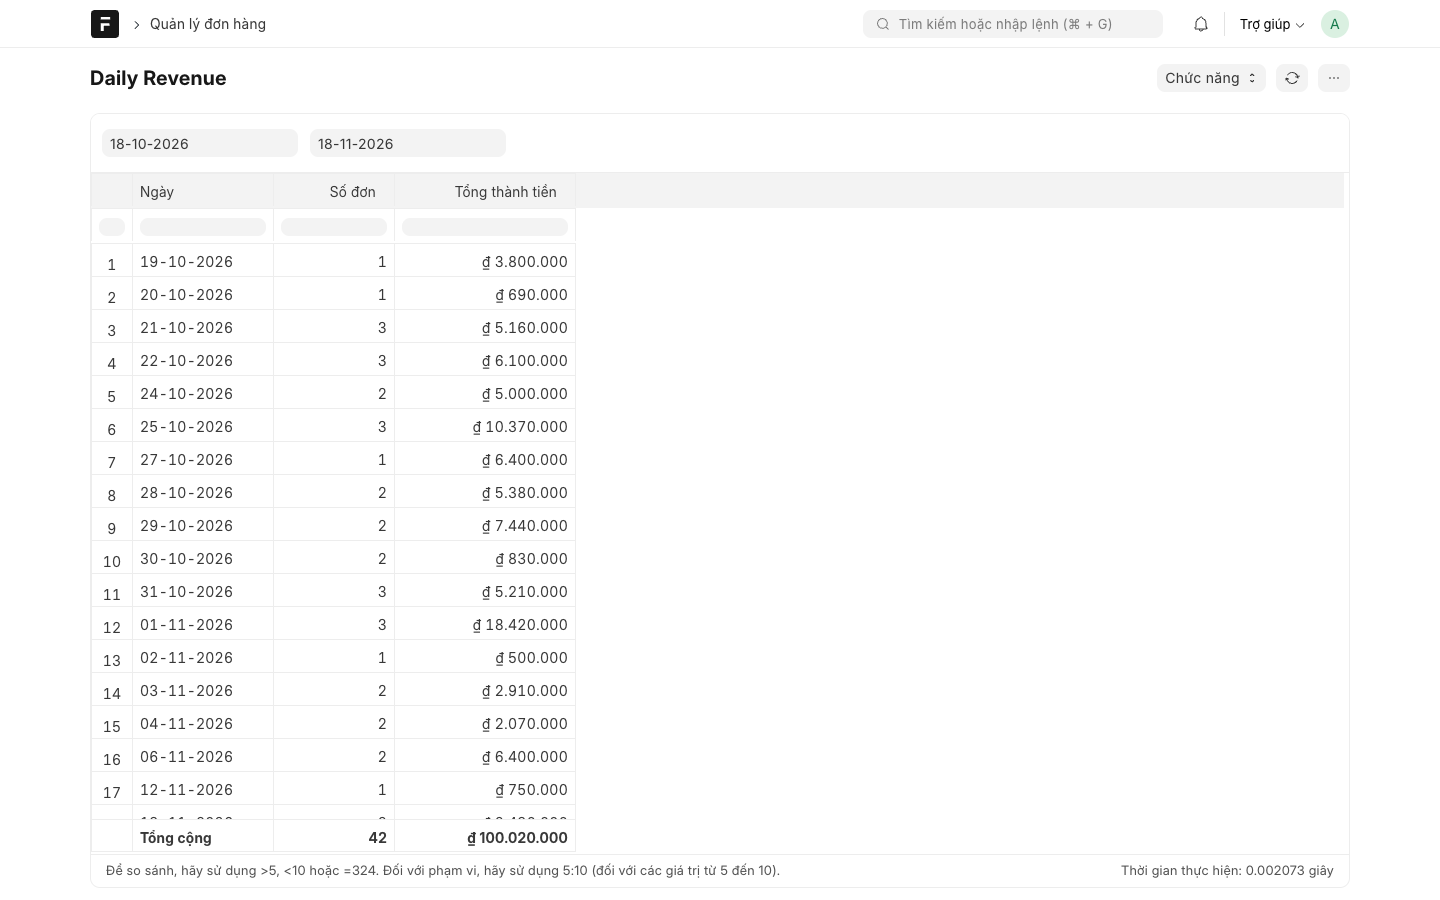 Quản lý đơn hàng
Tìm kiếm hoặc nhập lệnh (⌘ + G)
Trợ giúp
A
Daily Revenue
Chức năng
18-10-2026 18-11-2026
Ngày Số đơn Tổng thành tiền
1 19-10-2026 1 ₫ 3.800.000
2 20-10-2026 1 ₫ 690.000
3 21-10-2026 3 ₫ 5.160.000
4 22-10-2026 3 ₫ 6.100.000
5 24-10-2026 2 ₫ 5.000.000
6 25-10-2026 3 ₫ 10.370.000
7 27-10-2026 1 ₫ 6.400.000
8 28-10-2026 2 ₫ 5.380.000
9 29-10-2026 2 ₫ 7.440.000
10 30-10-2026 2 ₫ 830.000
11 31-10-2026 3 ₫ 5.210.000
12 01-11-2026 3 ₫ 18.420.000
13 02-11-2026 1 ₫ 500.000
14 03-11-2026 2 ₫ 2.910.000
15 04-11-2026 2 ₫ 2.070.000
16 06-11-2026 2 ₫ 6.400.000
17 12-11-2026 1 ₫ 750.000
Tổng cộng 42 ₫ 100.020.000
Để so sánh, hãy sử dụng >5, <10 hoặc =324. Đối với phạm vi, hãy sử dụng 5:10 (đối với các giá trị từ 5 đến 10).
Thời gian thực hiện: 0.002073 giây